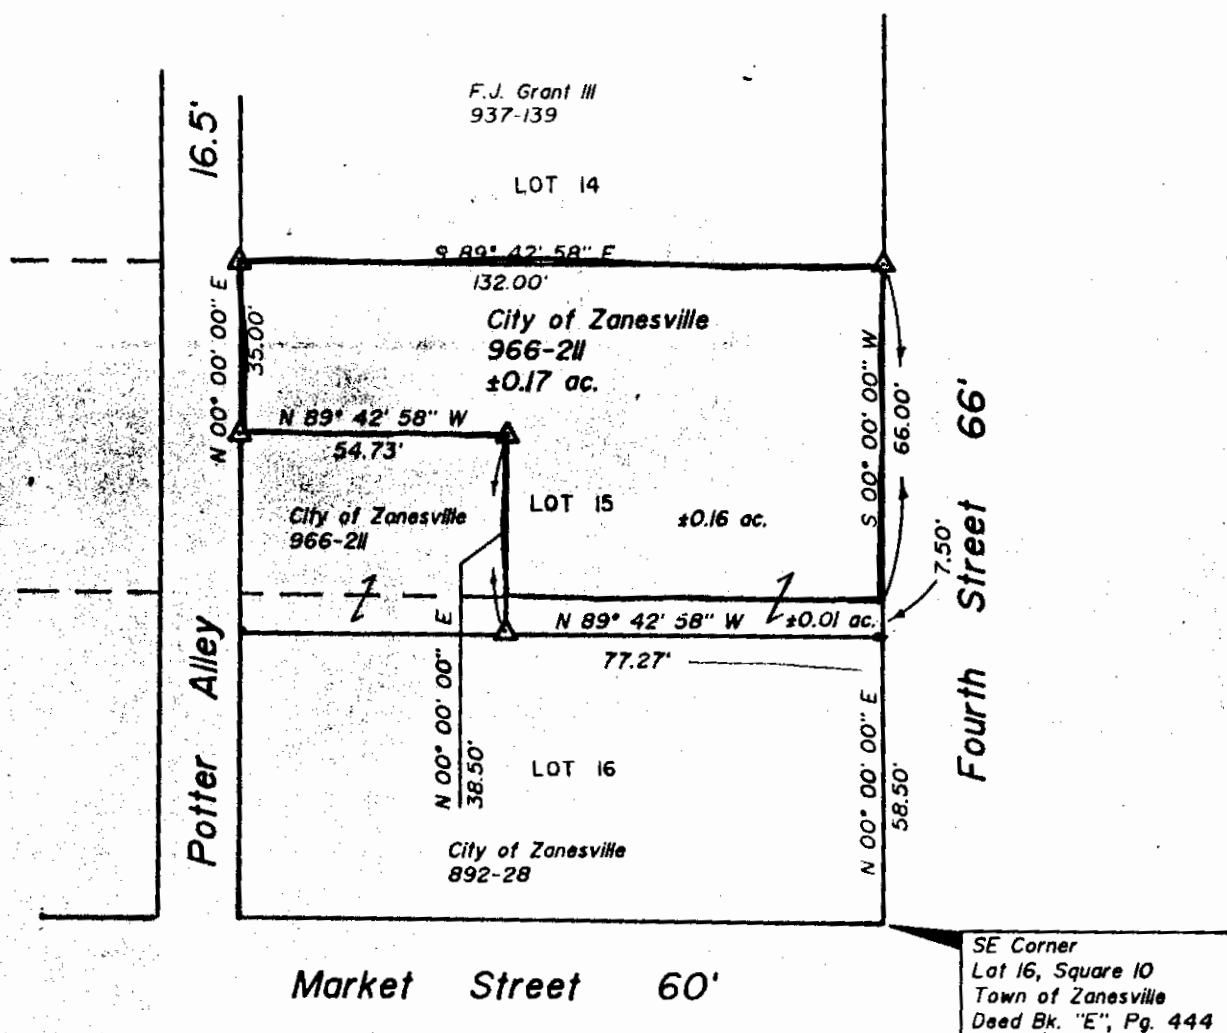 F.J. Grant III
937-139
LOT 14
16.5'
S 89° 42' 58" E
132.00'
City of Zanesville
966-211
±0.17 ac.
N 00° 00' 00" E
35.00'
N 89° 42' 58" W
54.73'
S 00° 00' 00" W
66.00'
Fourth Street 66'
LOT 15
±0.16 ac.
City of Zanesville
966-211
7.50'
N 89° 42' 58" W
±0.01 ac.
77.27'
N 00° 00' 00" E
38.50'
Potter Alley
LOT 16
N 00° 00' 00" E
58.50'
City of Zanesville
892-28
SE Corner
Lot 16, Square 10
Town of Zanesville
Deed Bk. "E", Pg. 444
Market Street 60'